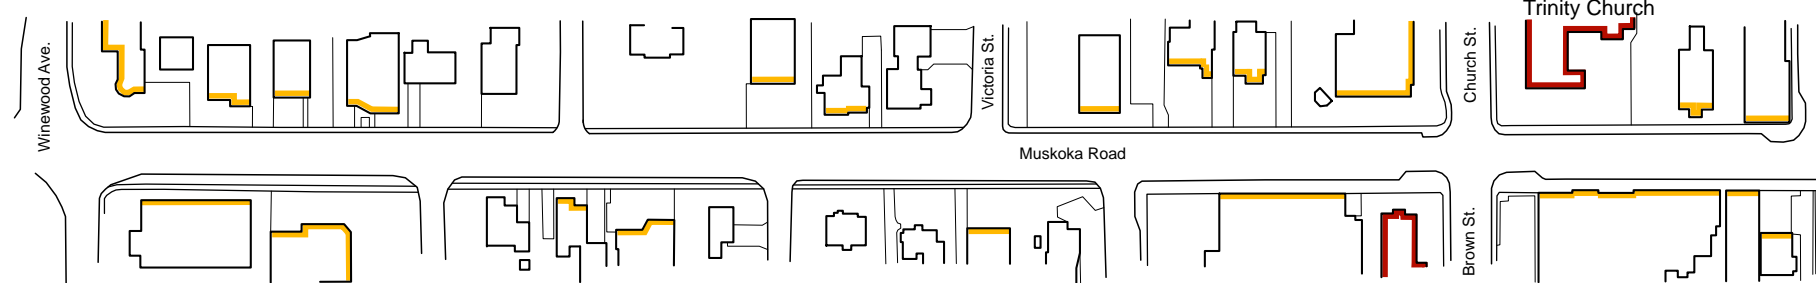 Trinity Church
Winewood Ave.
Victoria St.
Church St.
Muskoka Road
Brown St.